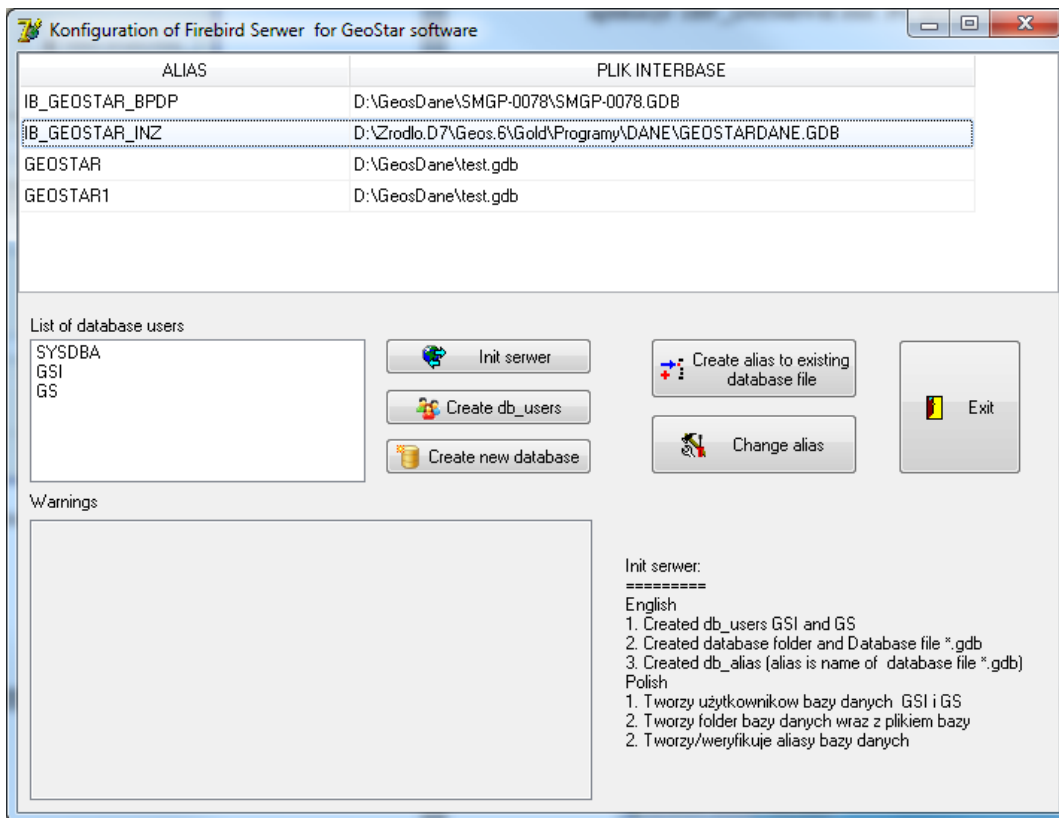 Konfiguration of Firebird Serwer for GeoStar software
ALIAS PLIK INTERBASE
IB_GEOSTAR_BPDP D:\GeosDane\SMGP-0078\SMGP-0078.GDB
IB_GEOSTAR_INZ D:\Zrodlo.D7\Geos.6\Gold\Programy\DANE\GEOSTARDANE.GDB
GEOSTAR D:\GeosDane\test.gdb
GEOSTAR1 D:\GeosDane\test.gdb
List of database users
SYSDBA
GSI
GS
Init serwer
Create db_users
Create new database
Create alias to existing
database file
Change alias
Exit
Warnings
Init serwer:
=========
English
1. Created db_users GSI and GS
2. Created database folder and Database file *.gdb
3. Created db_alias (alias is name of database file *.gdb)
Polish
1. Tworzy użytkownikow bazy danych GSI i GS
2. Tworzy folder bazy danych wraz z plikiem bazy
2. Tworzy/weryfikuje aliasy bazy danych